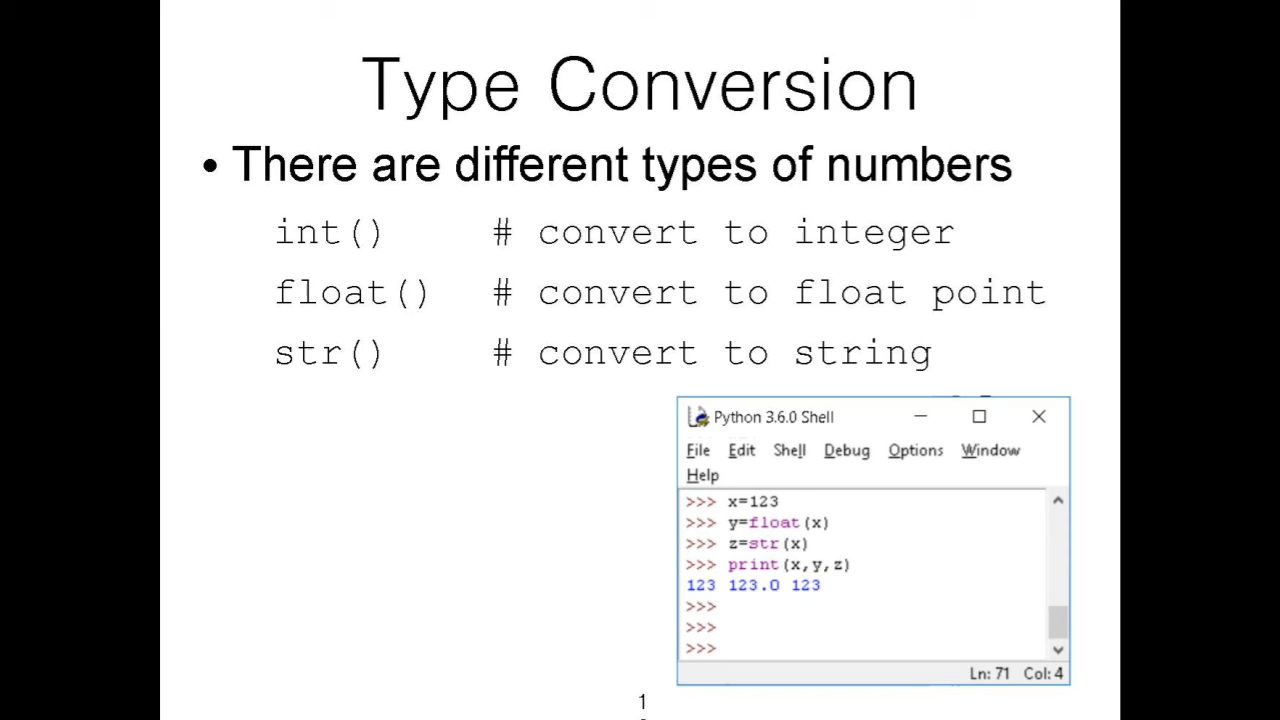 Type Conversion
• There are different types of numbers
int() # convert to integer
float() # convert to float point
str() # convert to string
Python 3.6.0 Shell
File Edit Shell Debug Options Window
Help
>>> x=123
>>> y=float(x)
>>> z=str(x)
>>> print(x,y,z)
123 123.0 123
>>>
>>>
>>>
Ln: 71 Col: 4
1